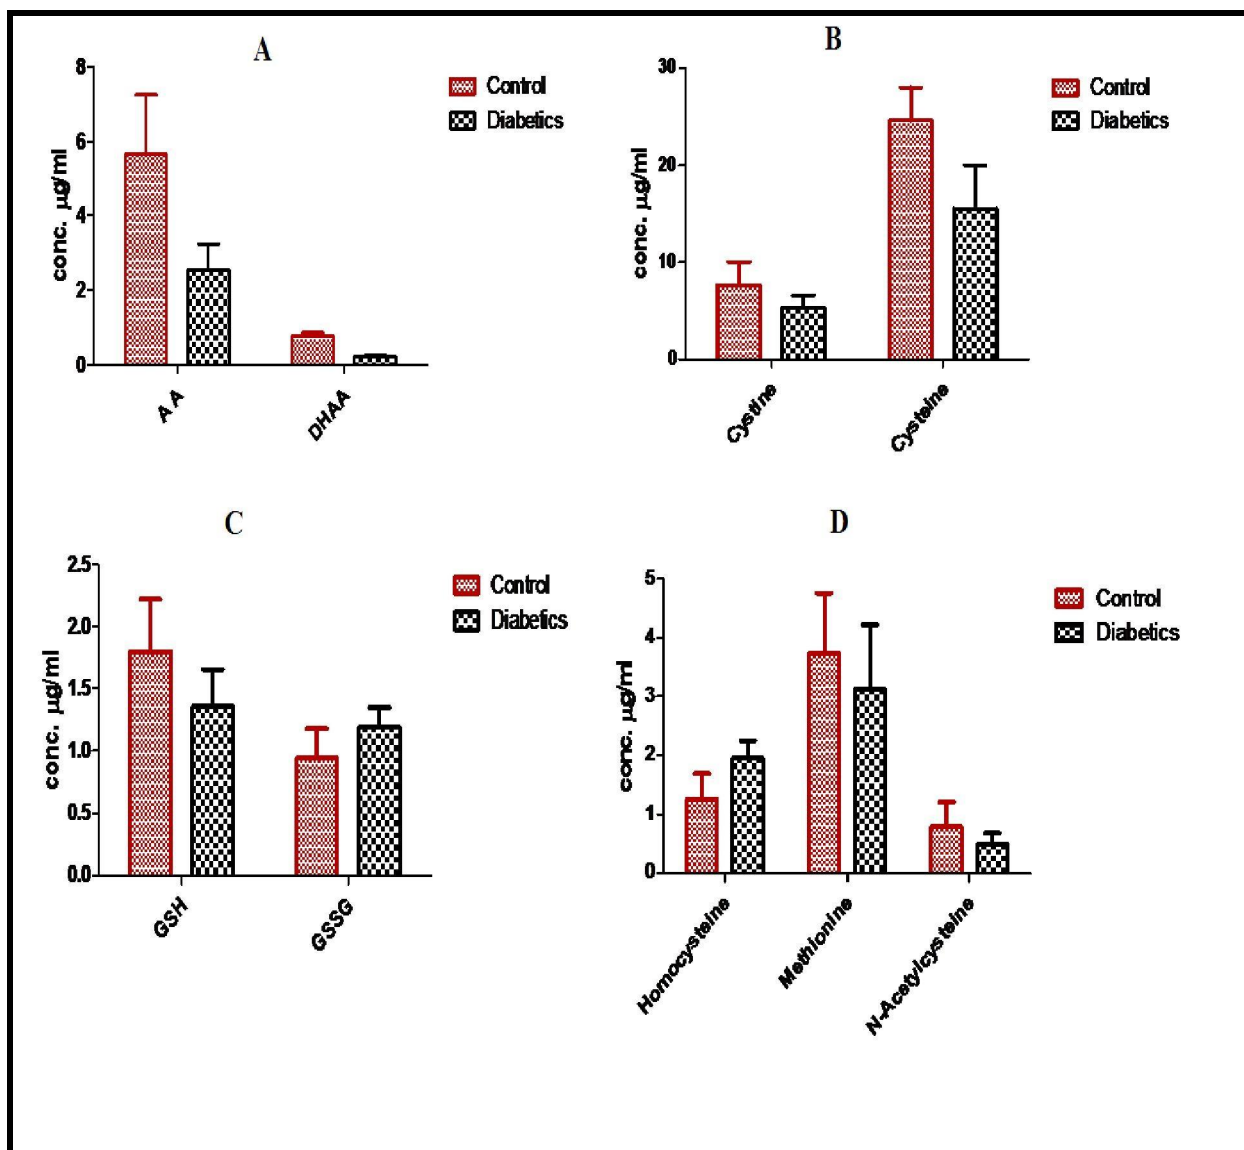 A
conc. µg/ml
8
6
4
2
0
Control
Diabetics
A A
DHAA
B
conc. µg/ml
30
20
10
0
Control
Diabetics
Cystine
Cysteine
C
conc. µg/ml
2.5
2.0
1.5
1.0
0.5
0.0
Control
Diabetics
GSH
GSSG
D
conc. µg/ml
5
4
3
2
1
0
Control
Diabetics
Homocysteine
Methionine
N-Acetylcysteine